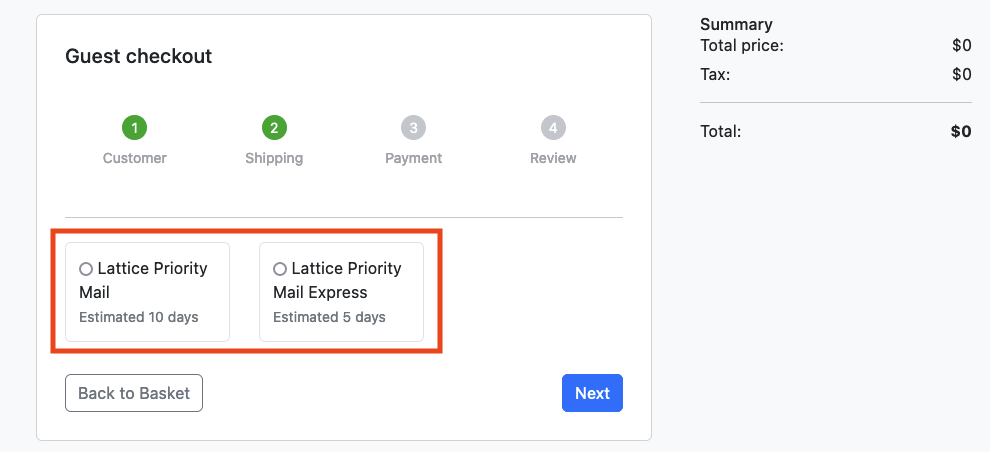 Guest checkout
1
2
3
4
Customer
Shipping
Payment
Review
Lattice Priority
Mail
Estimated 10 days
Lattice Priority
Mail Express
Estimated 5 days
Back to Basket
Next
Summary
Total price: $0
Tax: $0
Total: $0